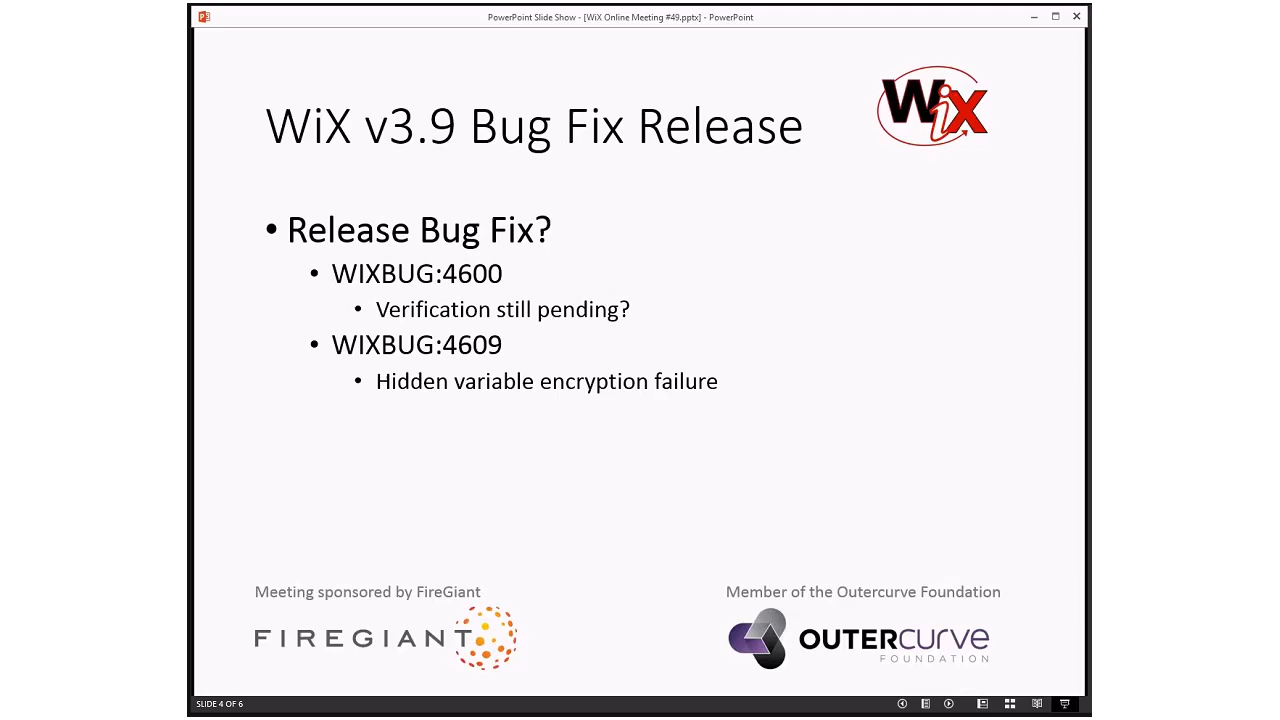 PowerPoint Slide Show - [WiX Online Meeting #49.pptx] - PowerPoint
WiX
WiX v3.9 Bug Fix Release
• Release Bug Fix?
• WIXBUG:4600
• Verification still pending?
• WIXBUG:4609
• Hidden variable encryption failure
Meeting sponsored by FireGiant
FIREGIANT
Member of the Outercurve Foundation
OUTERCURVE
FOUNDATION
SLIDE 4 OF 6